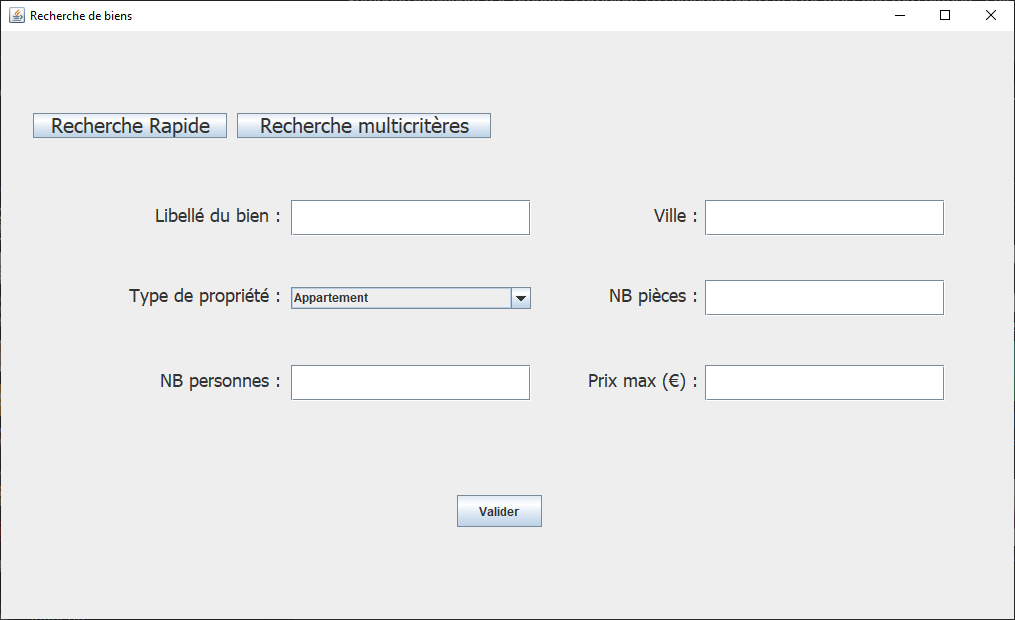 Recherche de biens
Recherche Rapide Recherche multicritères
Libellé du bien : Ville :
Type de propriété : Appartement NB pièces :
NB personnes : Prix max (€) :
Valider